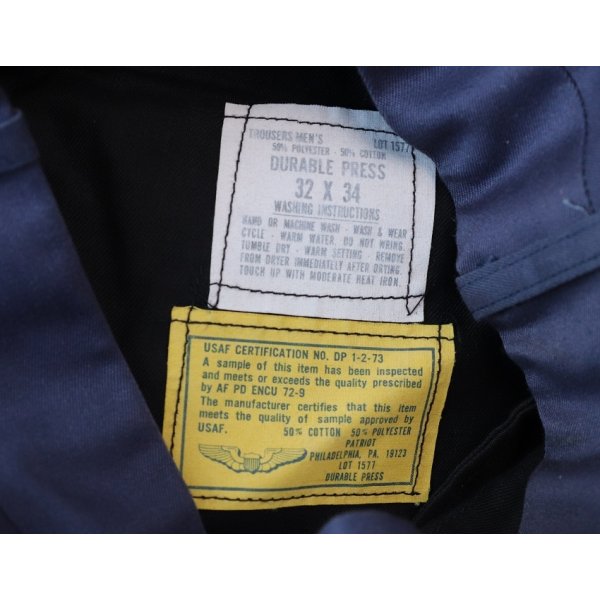 TROUSERS MEN'S LOT 1577
50% POLYESTER - 50% COTTON
DURABLE PRESS
32 X 34
WASHING INSTRUCTIONS
HAND OR MACHINE WASH - WASH & WEAR
CYCLE - WARM WATER. DO NOT WRING.
TUMBLE DRY - WARM SETTING - REMOVE
FROM DRYER IMMEDIATELY AFTER DRYING.
TOUCH UP WITH MODERATE HEAT IRON.
USAF CERTIFICATION NO. DP 1-2-73
A sample of this item has been inspected
and meets or exceeds the quality prescribed
by AF PD ENCU 72-9
The manufacturer certifies that this item
meets the quality of sample approved by
USAF. 50% COTTON 50% POLYESTER
PATRIOT
PHILADELPHIA, PA. 19123
LOT 1577
DURABLE PRESS